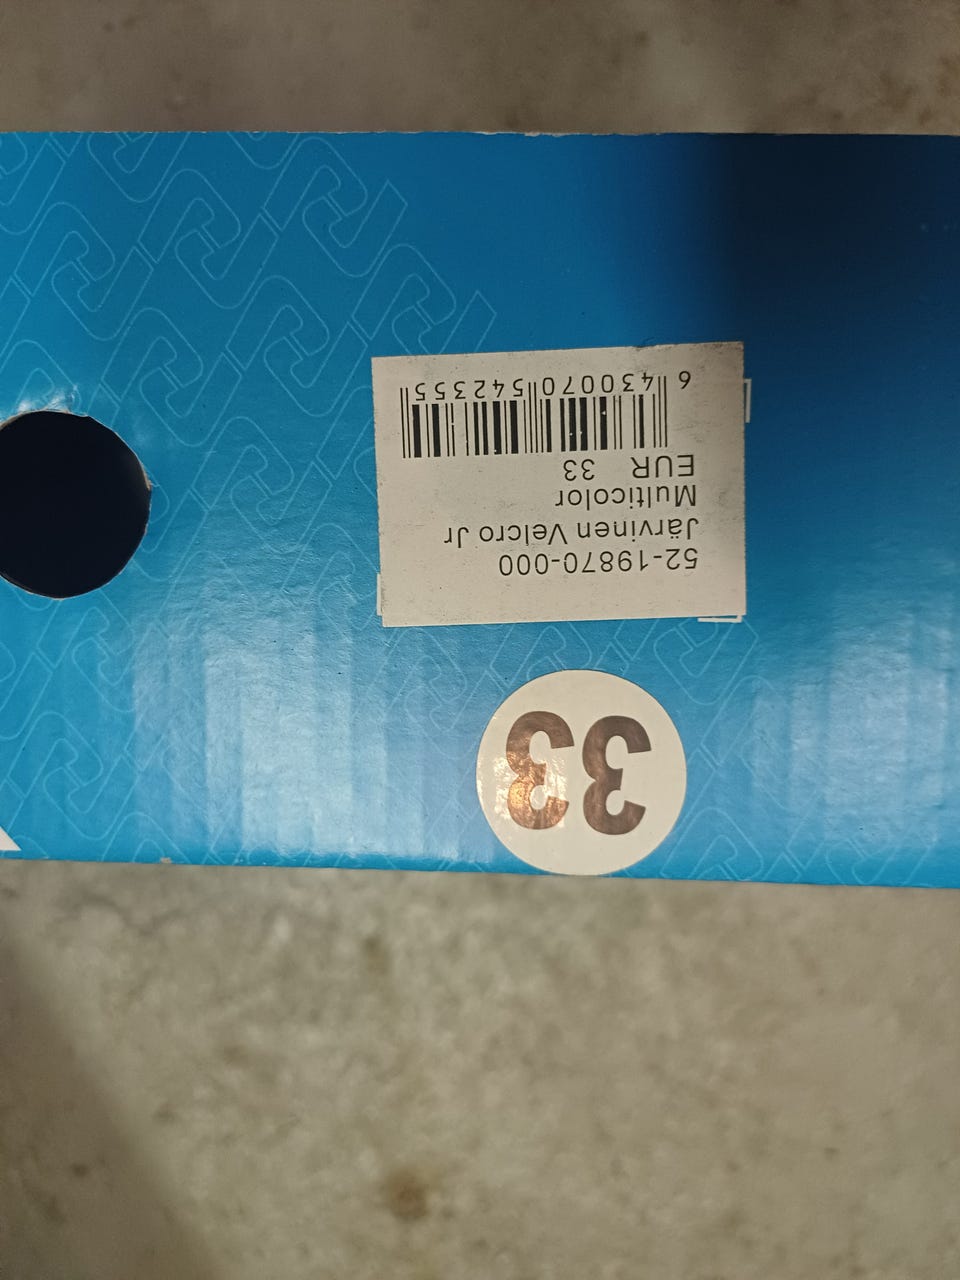 33
52-19870-000
Järvinen Velcro Jr
Multicolor
EUR 33
6 430070 542355